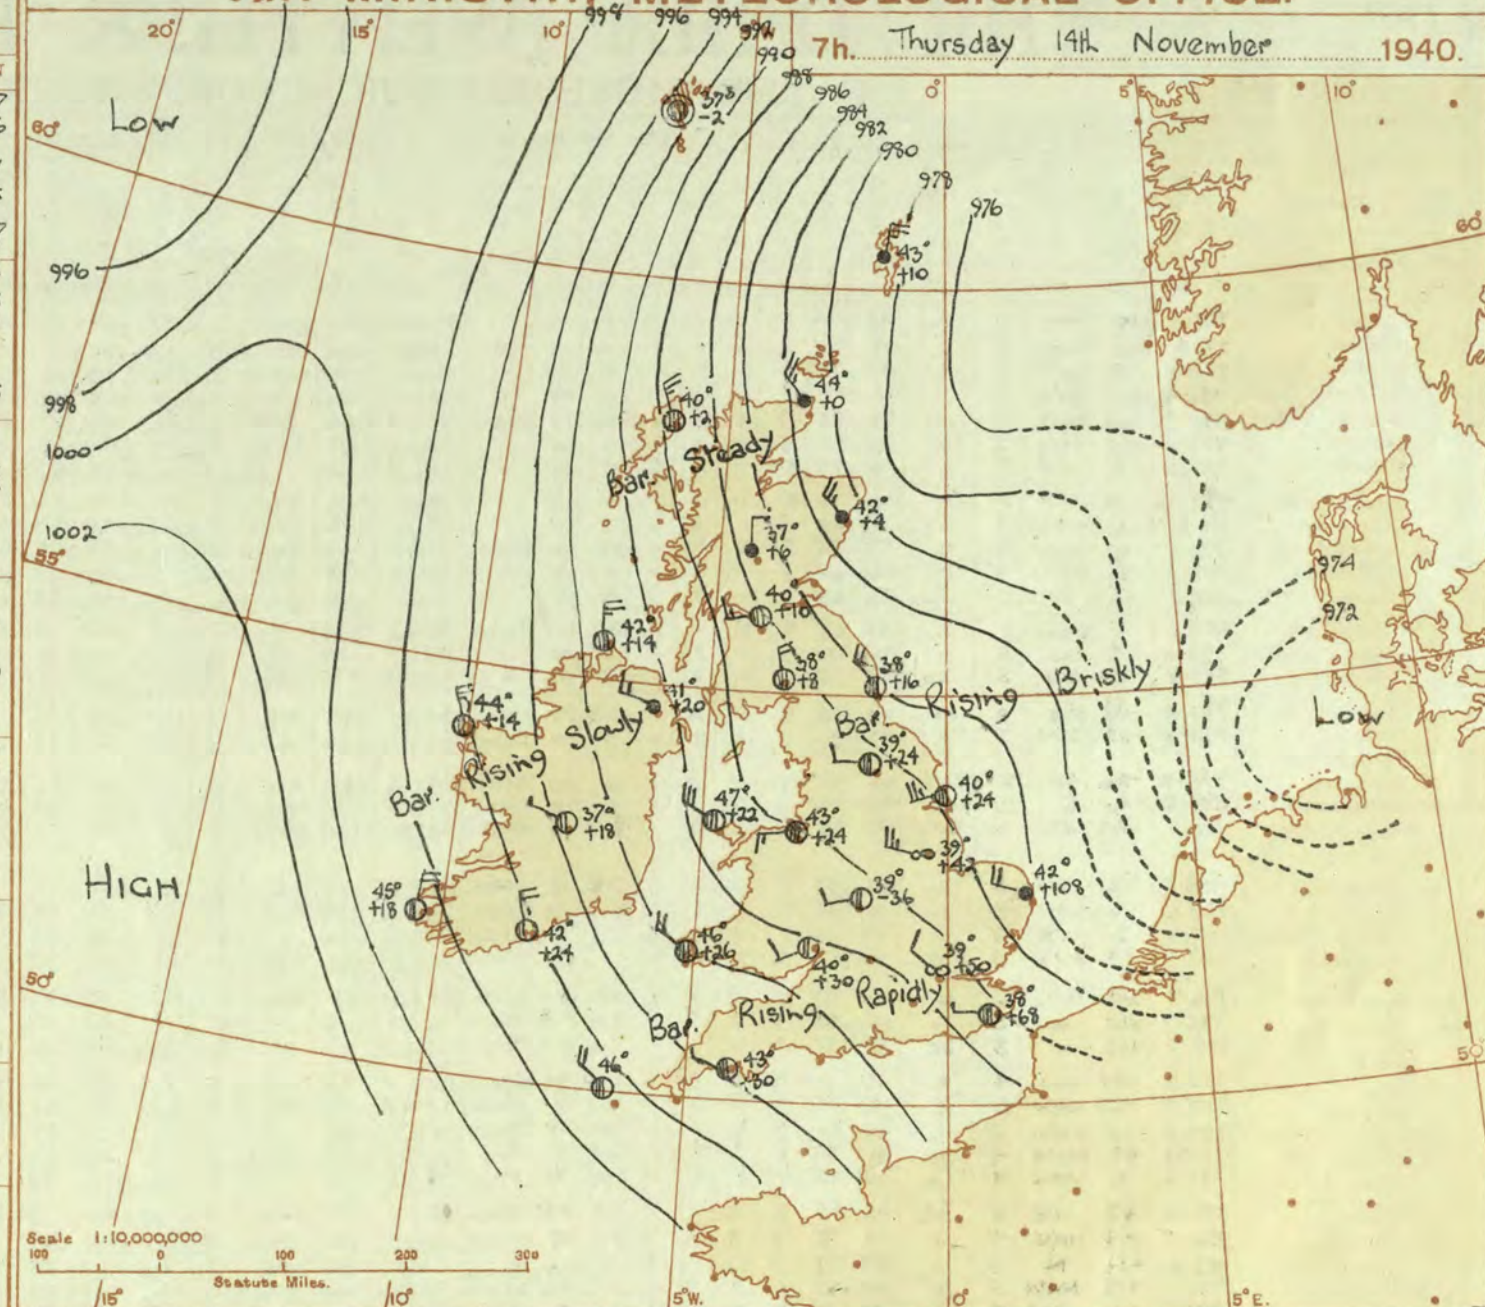 METEOROLOGICAL OFFICE.
7h. Thursday 14th November 1940.
20° 15° 10° 0° 5°E 10°
998 996 994 992 990 988 986 984 982 980 978 976
Low
60°
60°
37° -2
43° +10
996
998
1000
1002
55°
40° +2
44° +0
Steady
Bar.
42° +4
37° +6
40° +10
974
972
42° +14
38° +8
38° +16
Briskly
Rising
Low
44° +14
+20
Slowly
Bar.
39° +24
Rising
Bar.
40° +24
37° +18
47° +22
43° +24
39° +42
HIGH
45° +18
39° -36
42° +108
42° +24
46° +26
40° +30
39° +50
Rapidly
38° +68
Rising
Bar.
50°
46°
43°
Scale 1:10,000,000
100 0 100 200 300
Statute Miles.
15° 10° 5°W. 0° 5°E.